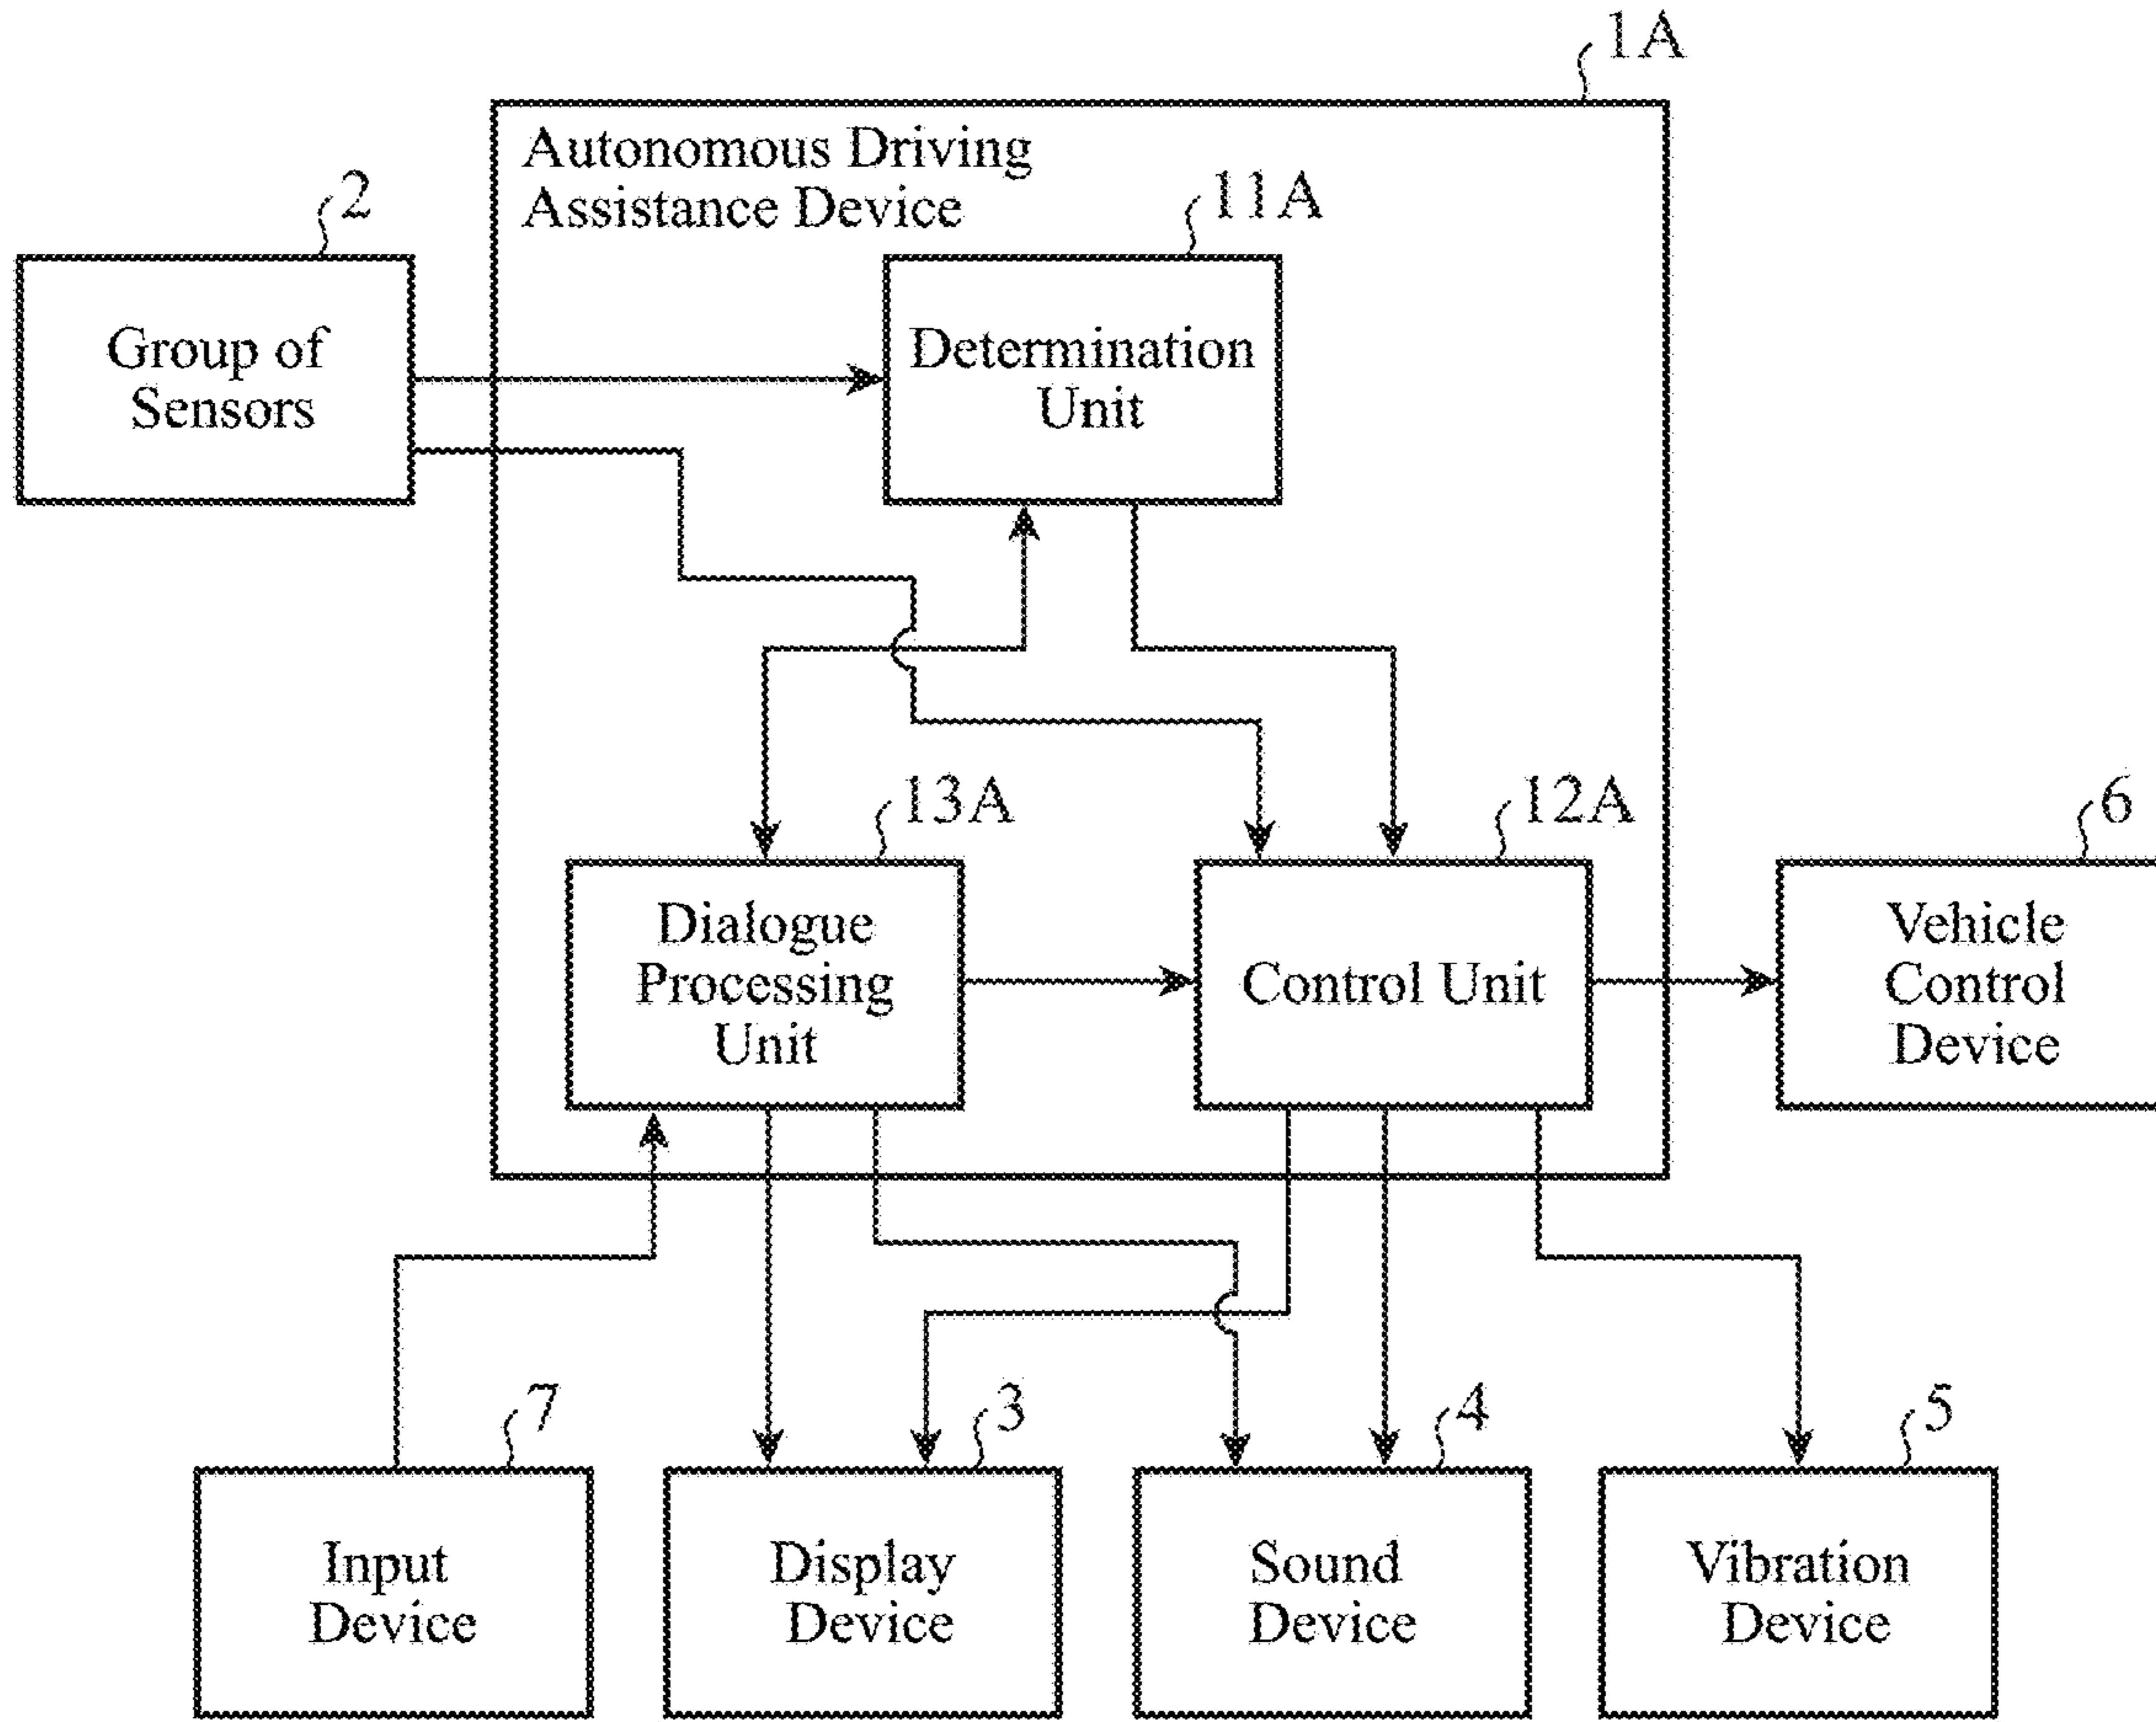 1A
Autonomous Driving
Assistance Device
2
11A
Group of
Sensors
Determination
Unit
13A
12A
6
Dialogue
Processing
Unit
Control Unit
Vehicle
Control
Device
7
3
4
5
Input
Device
Display
Device
Sound
Device
Vibration
Device